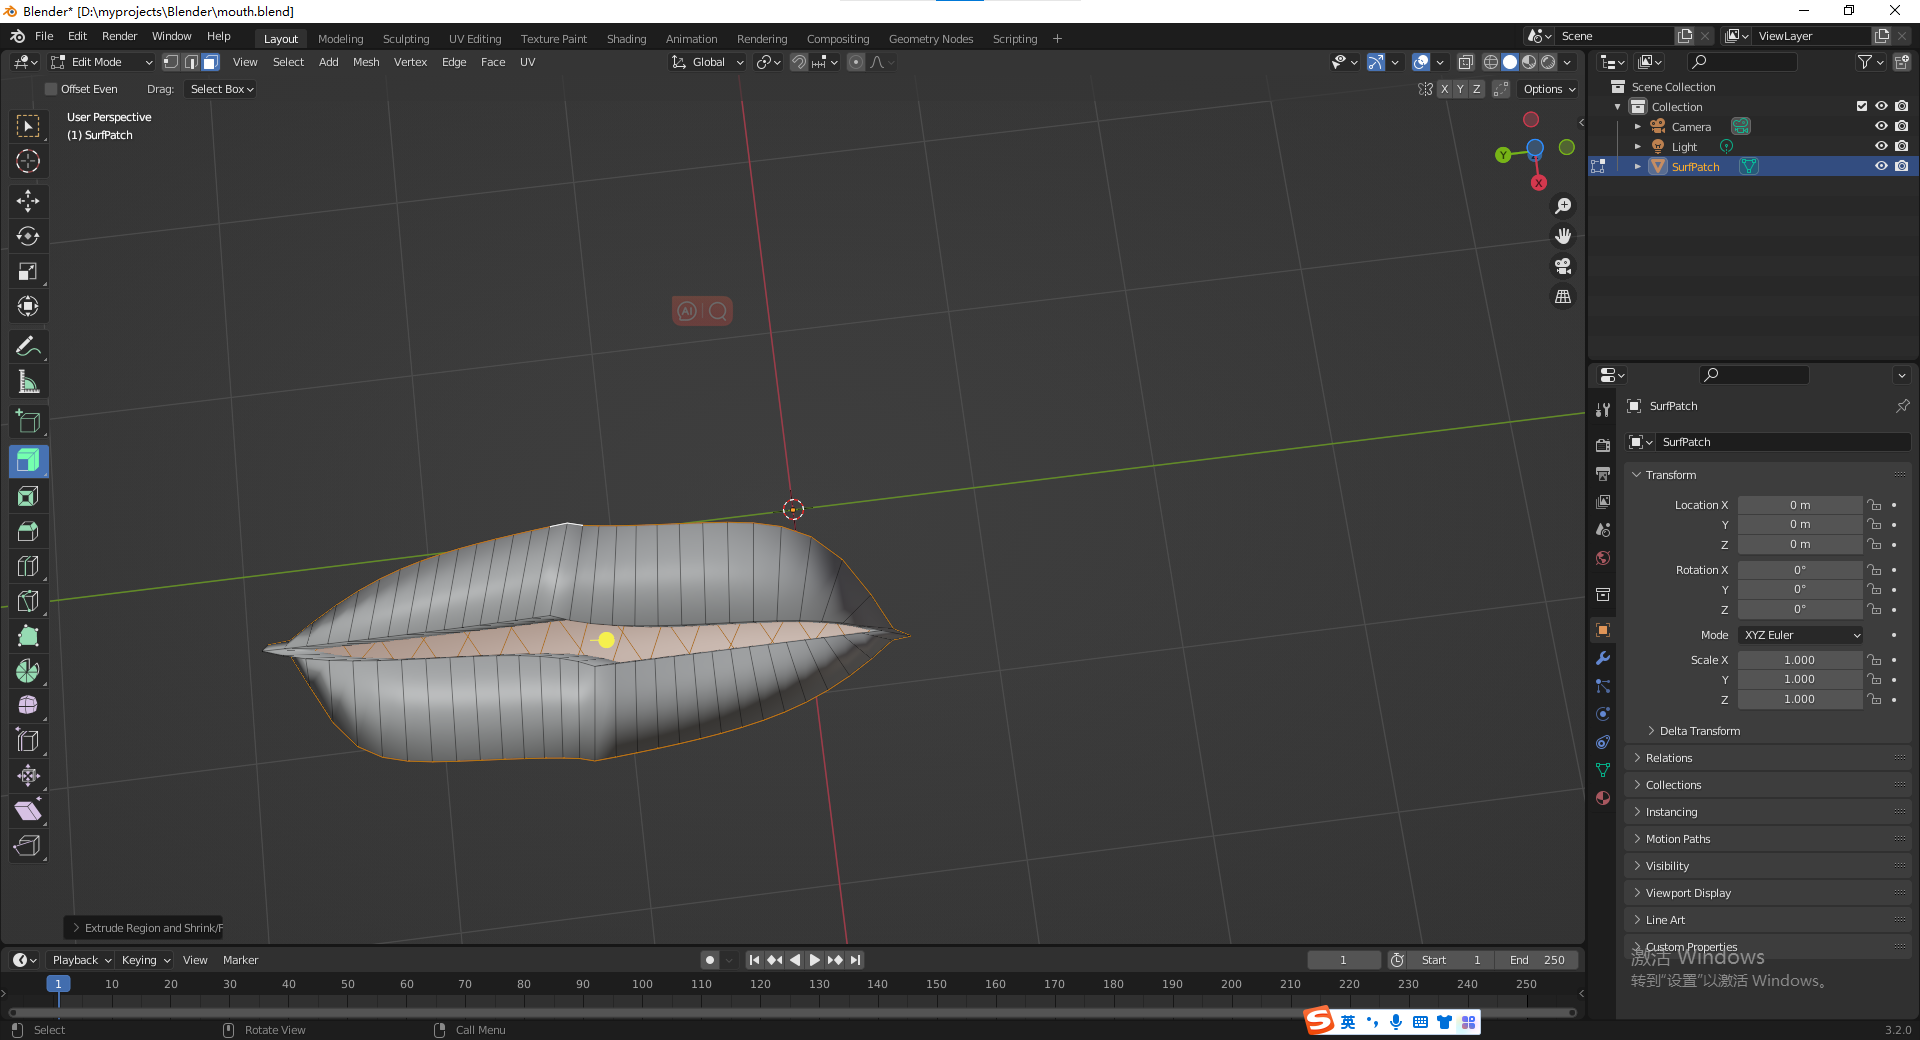 Blender* [D:\myprojects\Blender\mouth.blend]
File Edit Render Window Help Layout Modeling Sculpting UV Editing Texture Paint Shading Animation Rendering Compositing Geometry Nodes Scripting + Scene ViewLayer
Edit Mode View Select Add Mesh Vertex Edge Face UV Global
Offset Even Drag: Select Box X Y Z Options
User Perspective
(1) SurfPatch
Y
X
AI
Scene Collection
Collection
Camera
Light
SurfPatch
SurfPatch
SurfPatch
Transform
Location X 0 m
Y 0 m
Z 0 m
Rotation X 0°
Y 0°
Z 0°
Mode XYZ Euler
Scale X 1.000
Y 1.000
Z 1.000
Delta Transform
Relations
Collections
Instancing
Motion Paths
Visibility
Viewport Display
Line Art
Custom Properties
激活 Windows
转到“设置”以激活 Windows。
Extrude Region and Shrink/F
Playback Keying View Marker 1 Start 1 End 250
1 10 20 30 40 50 60 70 80 90 100 110 120 130 140 150 160 170 180 190 200 210 220 230 240 250
Select Rotate View Call Menu 英 3.2.0